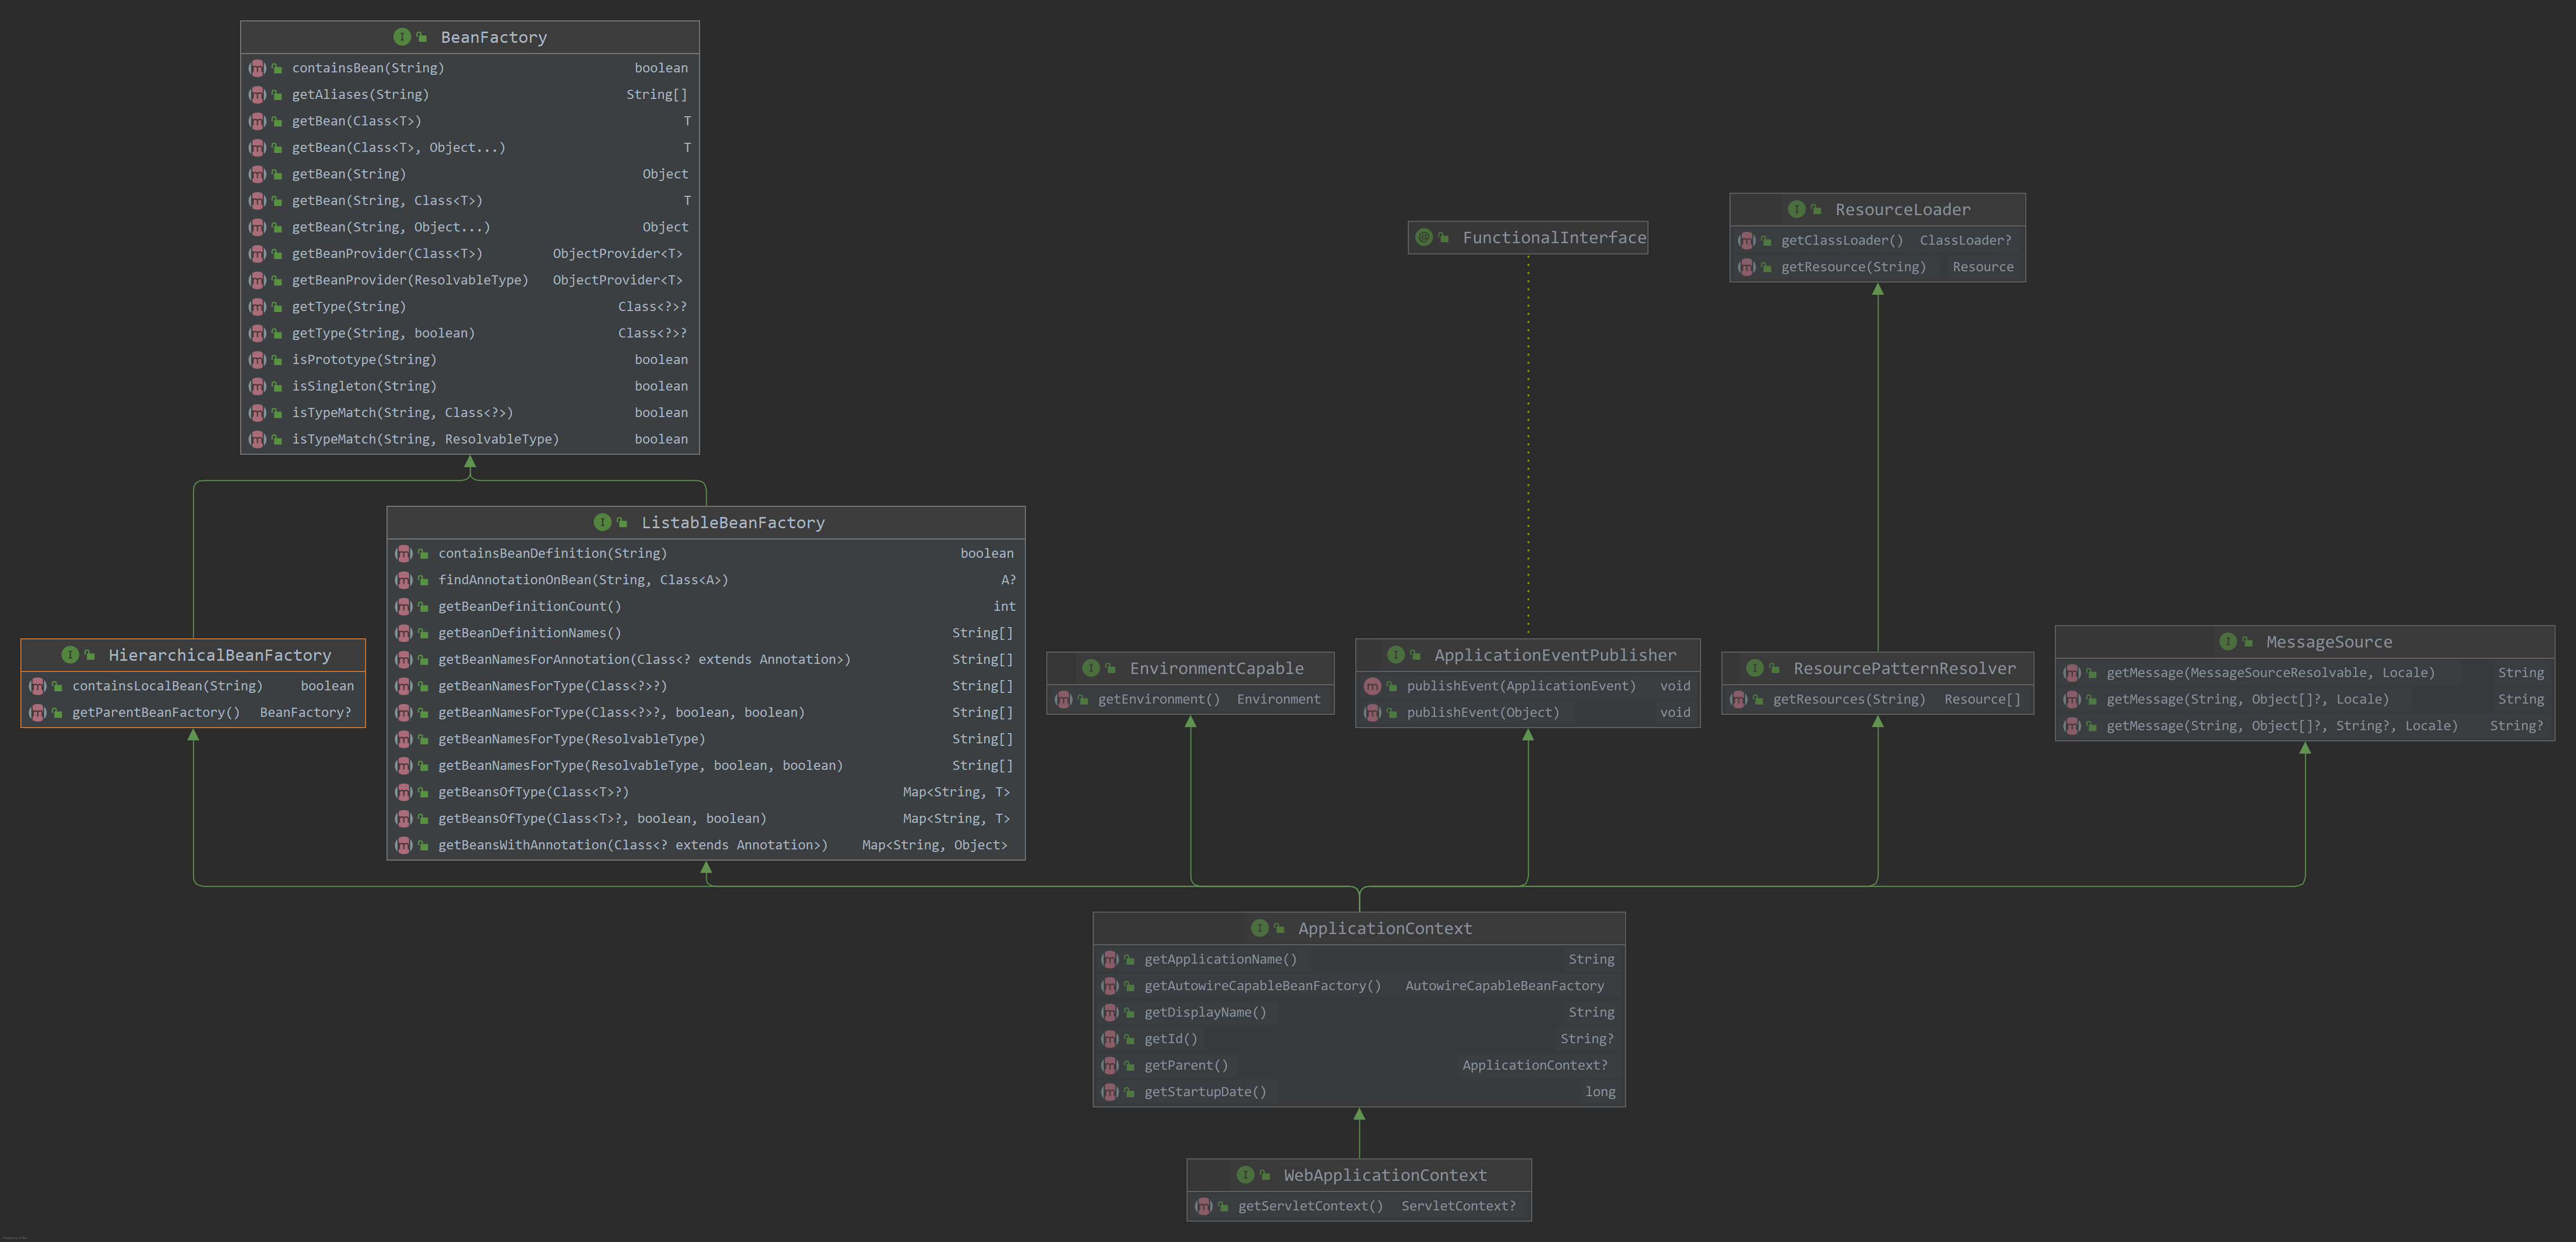 BeanFactory
containsBean(String) boolean
getAliases(String) String[]
getBean(Class<T>) T
getBean(Class<T>, Object...) T
getBean(String) Object
getBean(String, Class<T>) T
getBean(String, Object...) Object
getBeanProvider(Class<T>) ObjectProvider<T>
getBeanProvider(ResolvableType) ObjectProvider<T>
getType(String) Class<?>?
getType(String, boolean) Class<?>?
isPrototype(String) boolean
isSingleton(String) boolean
isTypeMatch(String, Class<?>) boolean
isTypeMatch(String, ResolvableType) boolean
FunctionalInterface
ResourceLoader
getClassLoader() ClassLoader?
getResource(String) Resource
HierarchicalBeanFactory
containsLocalBean(String) boolean
getParentBeanFactory() BeanFactory?
ListableBeanFactory
containsBeanDefinition(String) boolean
findAnnotationOnBean(String, Class<A>) A?
getBeanDefinitionCount() int
getBeanDefinitionNames() String[]
getBeanNamesForAnnotation(Class<? extends Annotation>) String[]
getBeanNamesForType(Class<?>?) String[]
getBeanNamesForType(Class<?>?, boolean, boolean) String[]
getBeanNamesForType(ResolvableType) String[]
getBeanNamesForType(ResolvableType, boolean, boolean) String[]
getBeansOfType(Class<T>?) Map<String, T>
getBeansOfType(Class<T>?, boolean, boolean) Map<String, T>
getBeansWithAnnotation(Class<? extends Annotation>) Map<String, Object>
EnvironmentCapable
getEnvironment() Environment
ApplicationEventPublisher
publishEvent(ApplicationEvent) void
publishEvent(Object) void
ResourcePatternResolver
getResources(String) Resource[]
MessageSource
getMessage(MessageSourceResolvable, Locale) String
getMessage(String, Object[]?, Locale) String
getMessage(String, Object[]?, String?, Locale) String?
ApplicationContext
getApplicationName() String
getAutowireCapableBeanFactory() AutowireCapableBeanFactory
getDisplayName() String
getId() String?
getParent() ApplicationContext?
getStartupDate() long
WebApplicationContext
getServletContext() ServletContext?